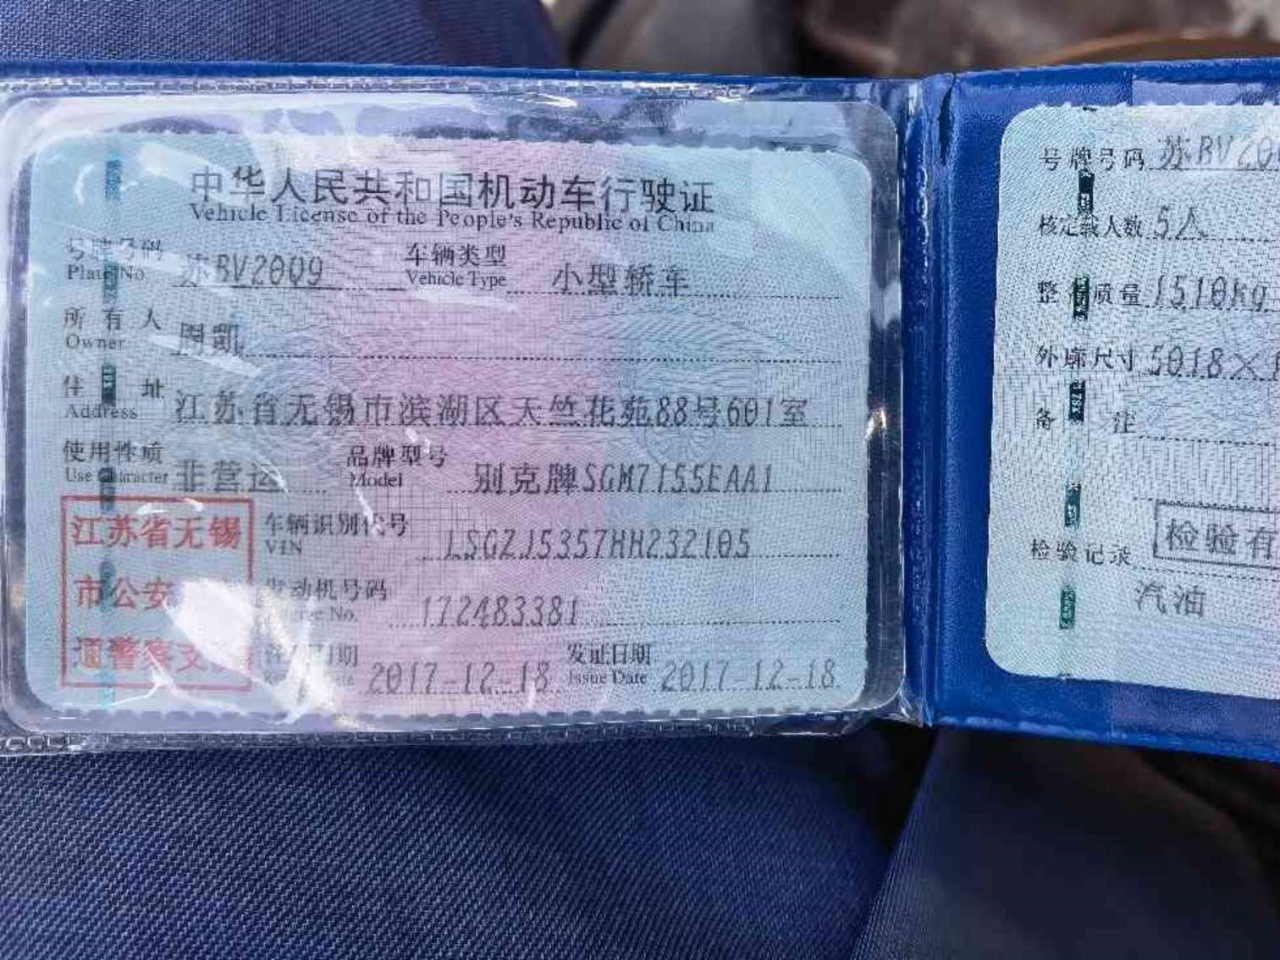 中华人民共和国机动车行驶证
Vehicle License of the People's Republic of China
号牌号码 苏BV20Q9 车辆类型 小型轿车
Plate No. Vehicle Type
所有人 周凯
Owner
住址 江苏省无锡市滨湖区天竺花苑88号601室
Address
使用性质 非营运 品牌型号 别克牌SGM7155EAA1
Use Character Model
江苏省无锡
市公安
通警察支
车辆识别代号 LSGZJ5357HH232105
VIN
发动机号码 172483381
No.
日期 2017-12-18 发证日期 2017-12-18
Issue Date
号牌号码 苏BV20
核定载人数 5人
整备质量 1510kg
外廓尺寸 5018×
备注
检验记录 检验有
汽油